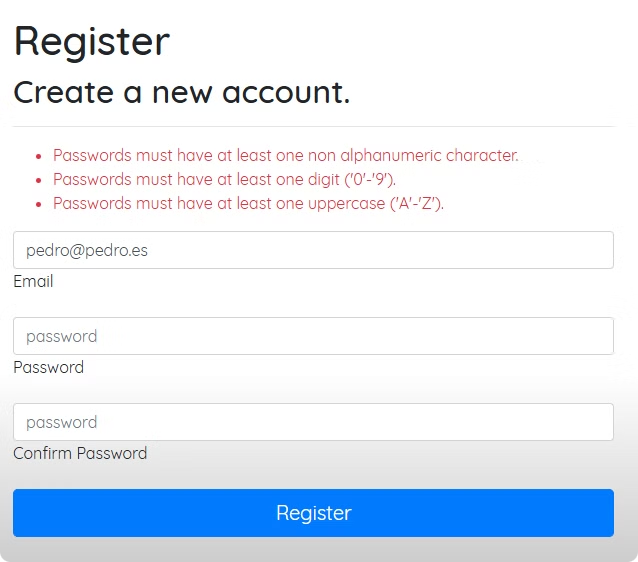 Register
Create a new account.
Passwords must have at least one non alphanumeric character.
Passwords must have at least one digit ('0'-'9').
Passwords must have at least one uppercase ('A'-'Z').
pedro@pedro.es
Email
password
Password
password
Confirm Password
Register